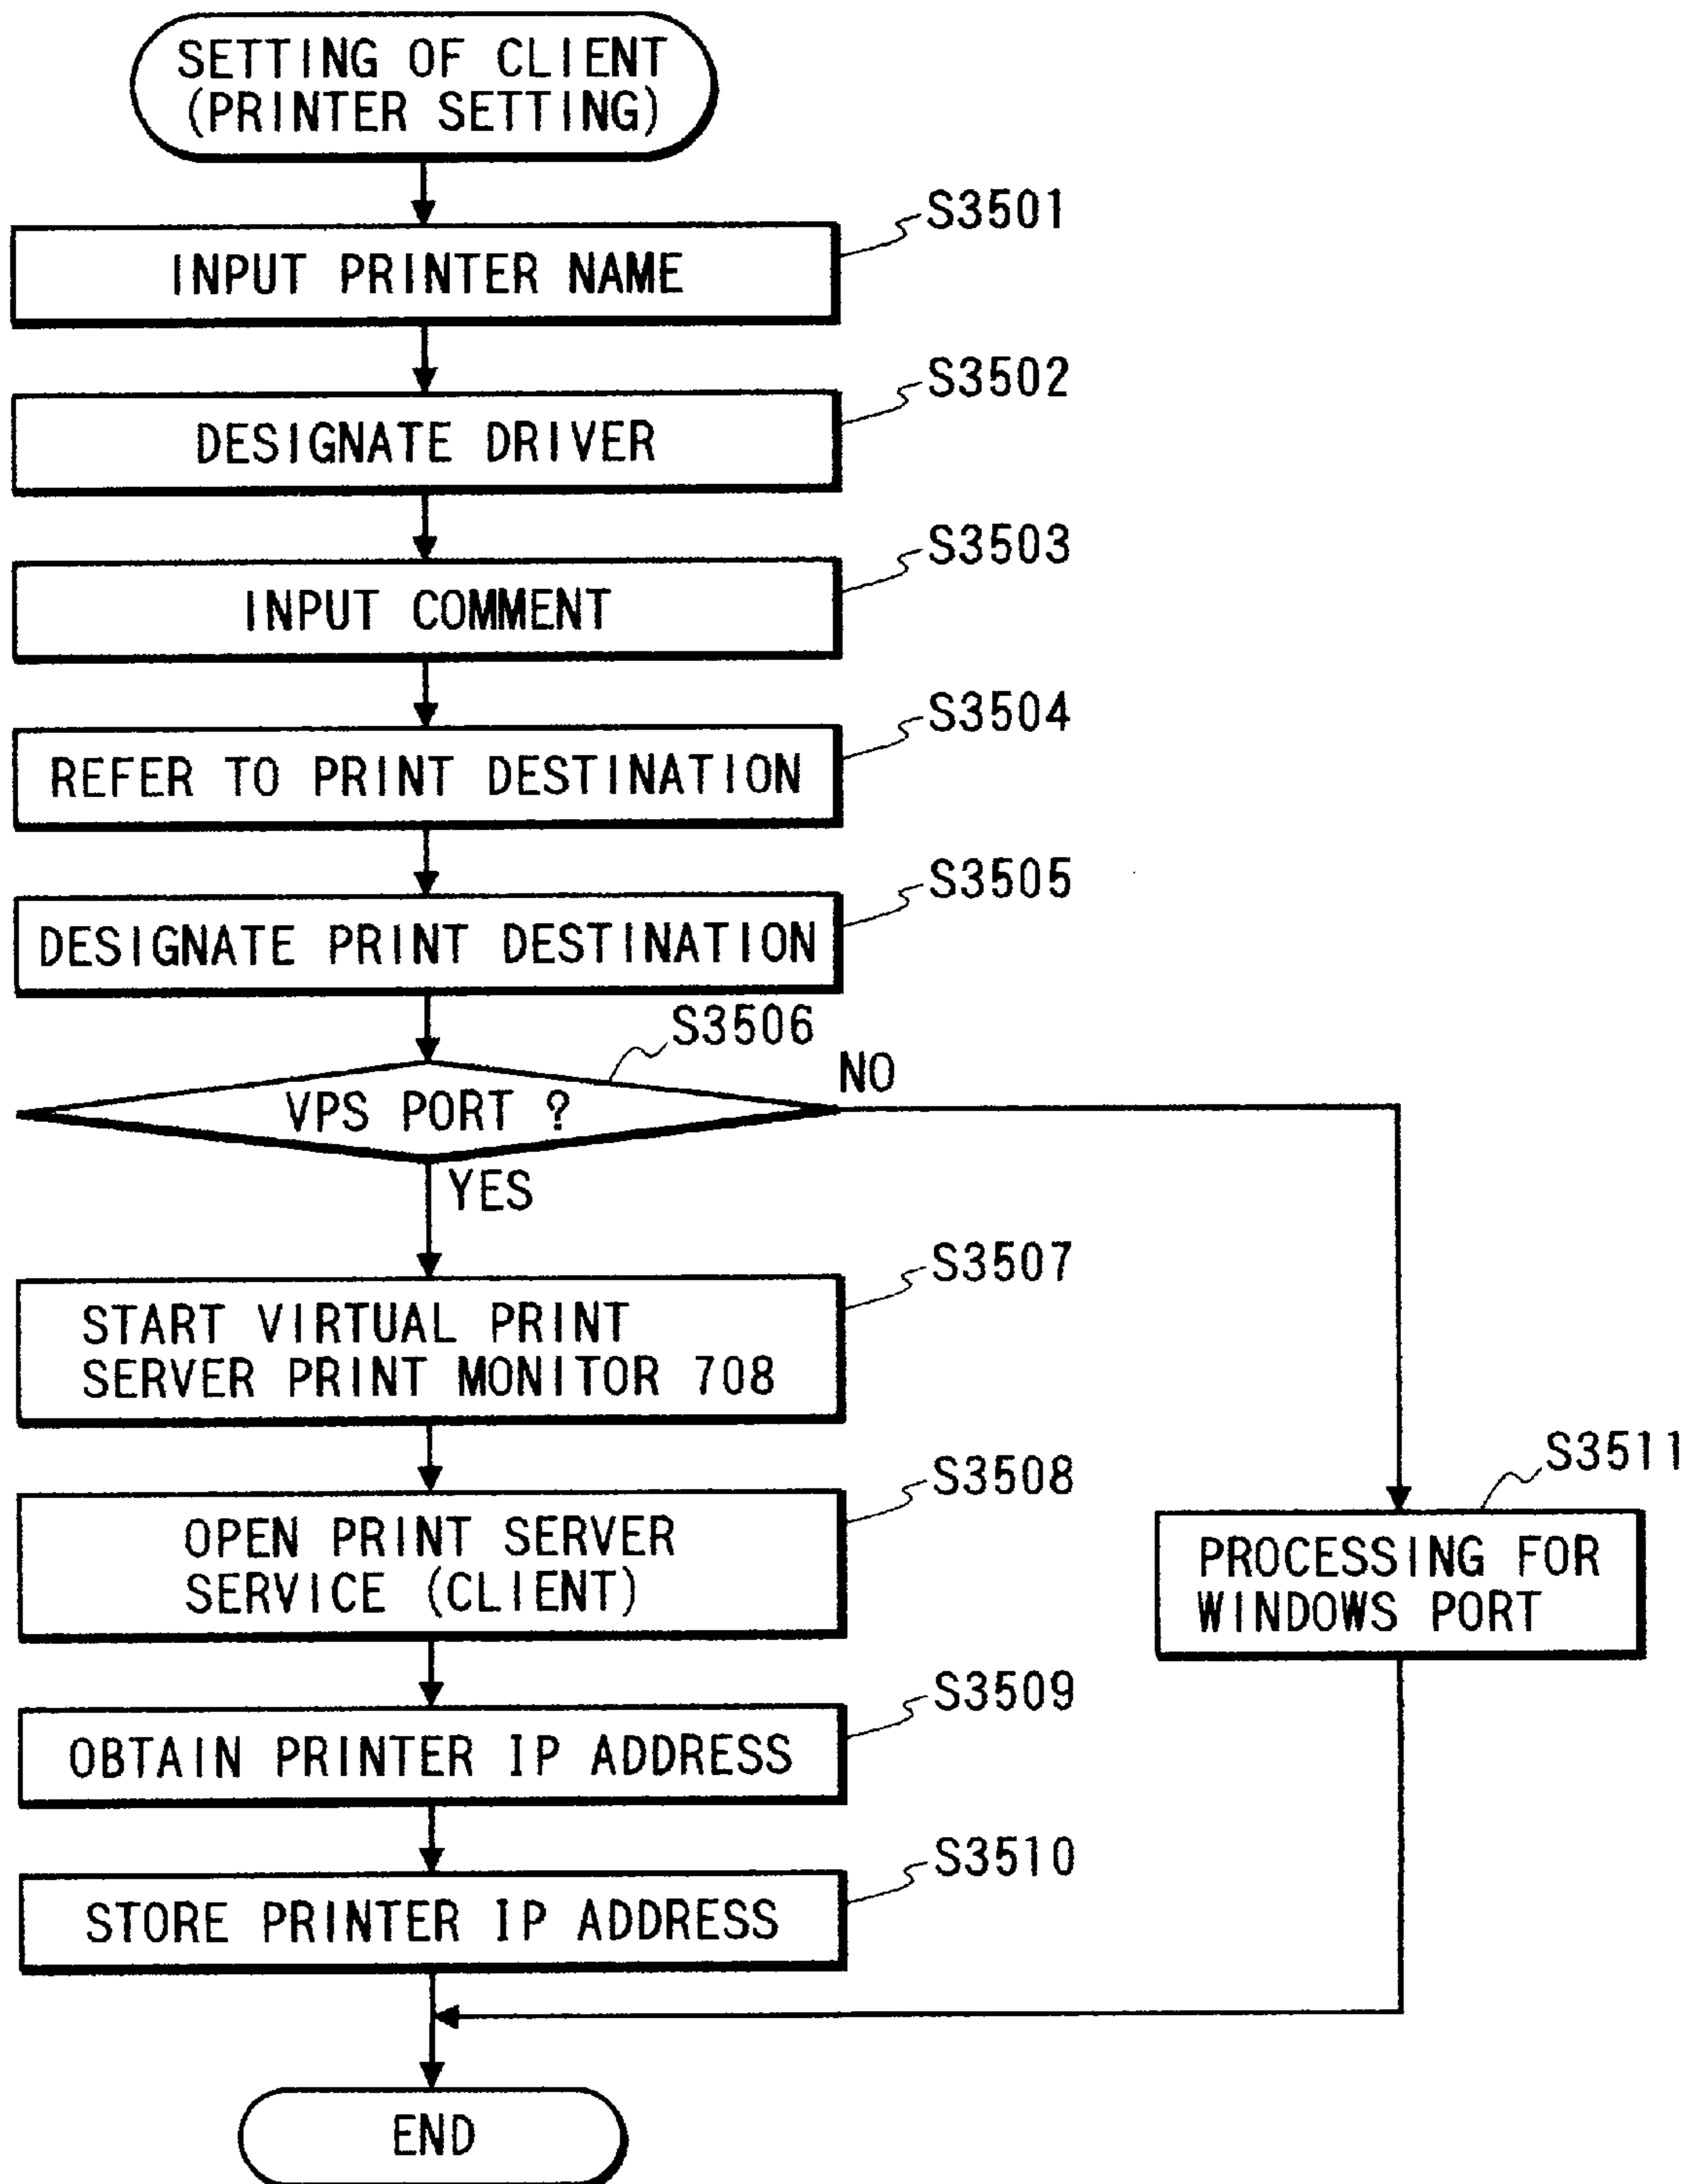 SETTING OF CLIENT
(PRINTER SETTING)
S3501
INPUT PRINTER NAME
S3502
DESIGNATE DRIVER
S3503
INPUT COMMENT
S3504
REFER TO PRINT DESTINATION
S3505
DESIGNATE PRINT DESTINATION
S3506
VPS PORT ?
NO
YES
S3507
START VIRTUAL PRINT
SERVER PRINT MONITOR 708
S3508
OPEN PRINT SERVER
SERVICE (CLIENT)
S3511
PROCESSING FOR
WINDOWS PORT
S3509
OBTAIN PRINTER IP ADDRESS
S3510
STORE PRINTER IP ADDRESS
END